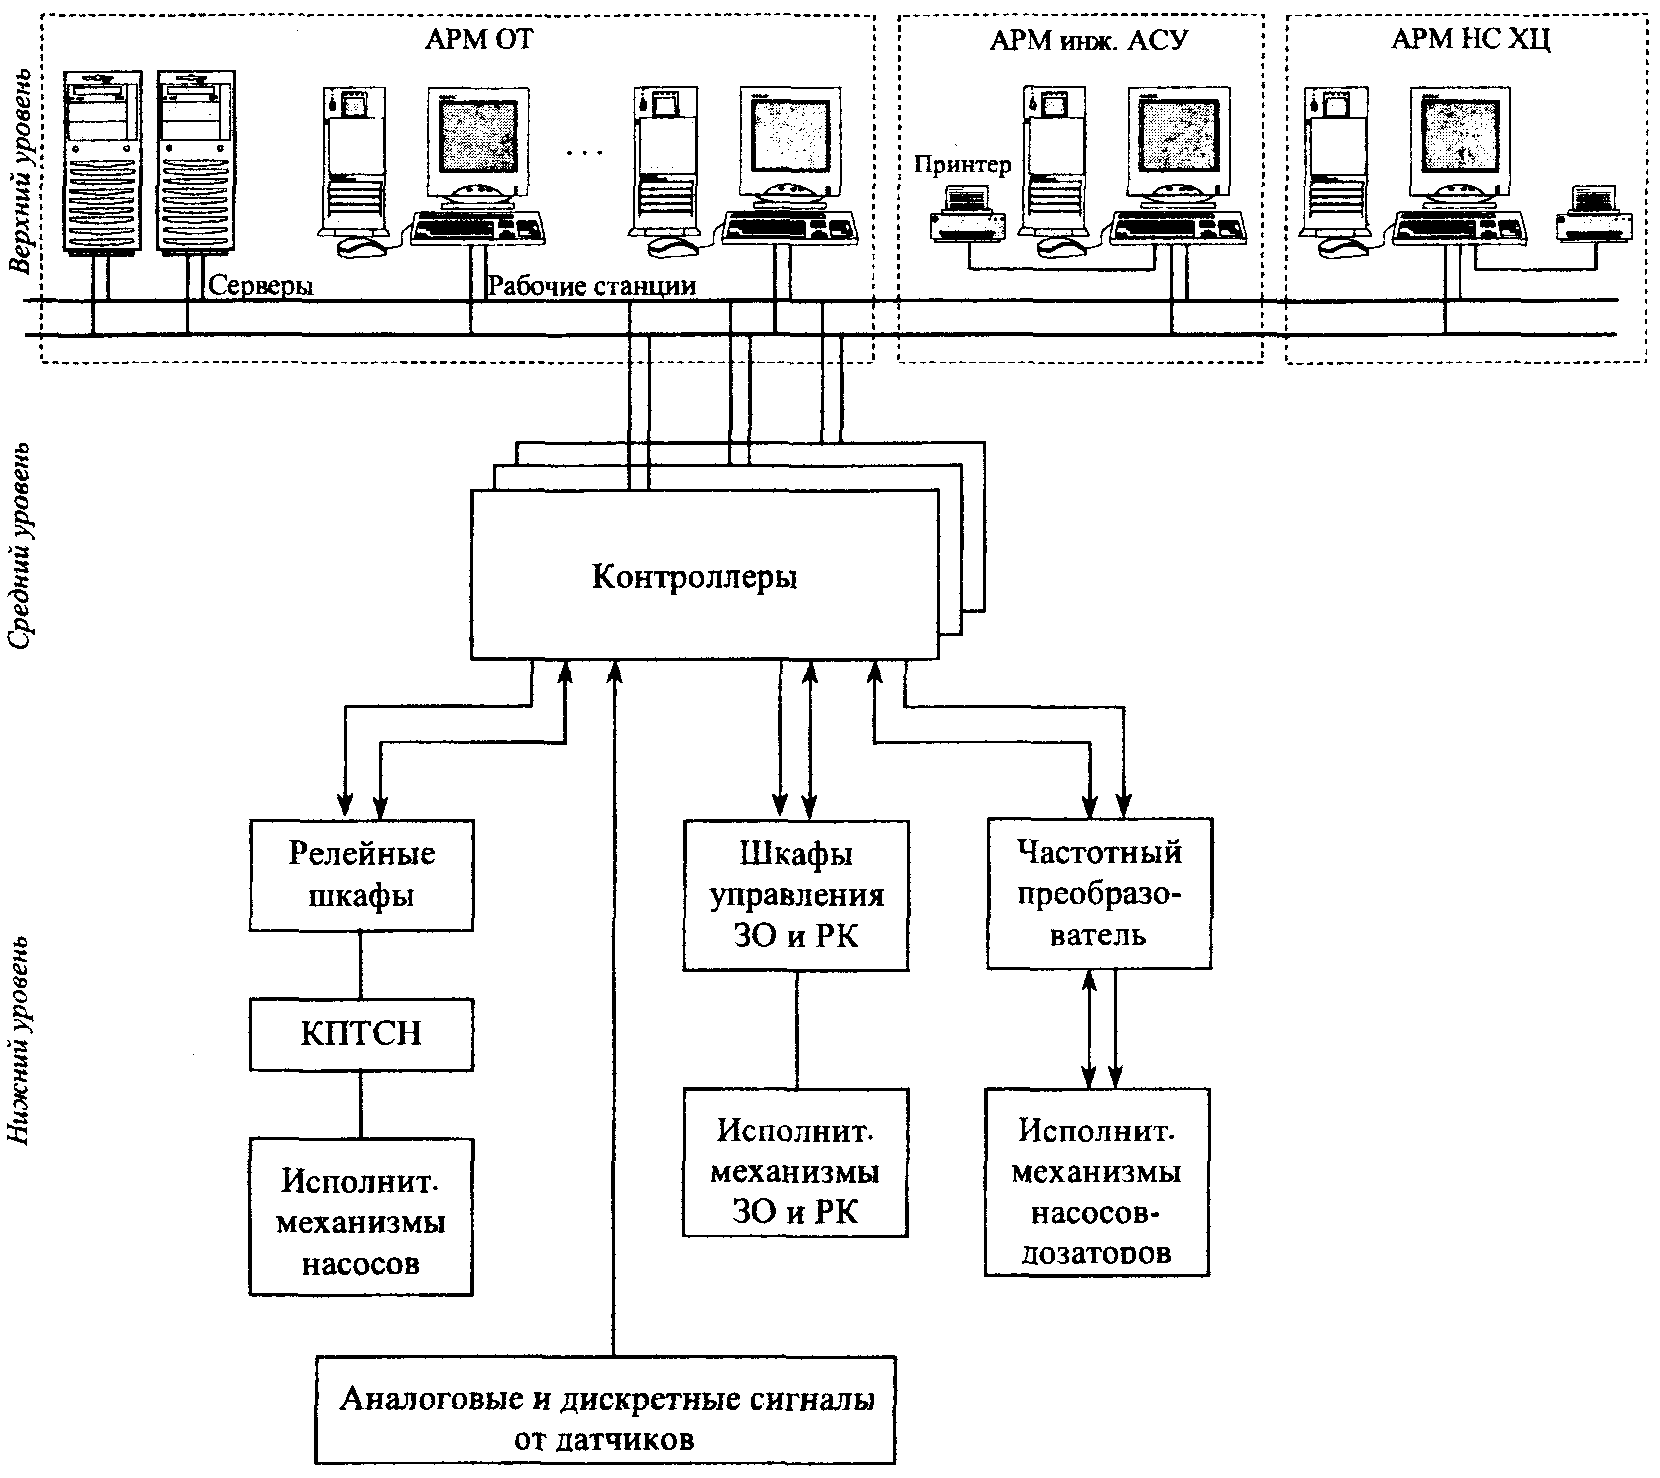 АРМ ОТ
АРМ инж. АСУ
АРМ НС ХЦ
Верхний уровень
Принтер
Серверы
Рабочие станции
Средний уровень
Контроллеры
Нижний уровень
Релейные
шкафы
КПТСН
Исполнит.
механизмы
насосов
Шкафы
управления
ЗО и РК
Исполнит.
механизмы
ЗО и РК
Частотный
преобразо-
ватель
Исполнит.
механизмы
насосов-
дозаторов
Аналоговые и дискретные сигналы
от датчиков